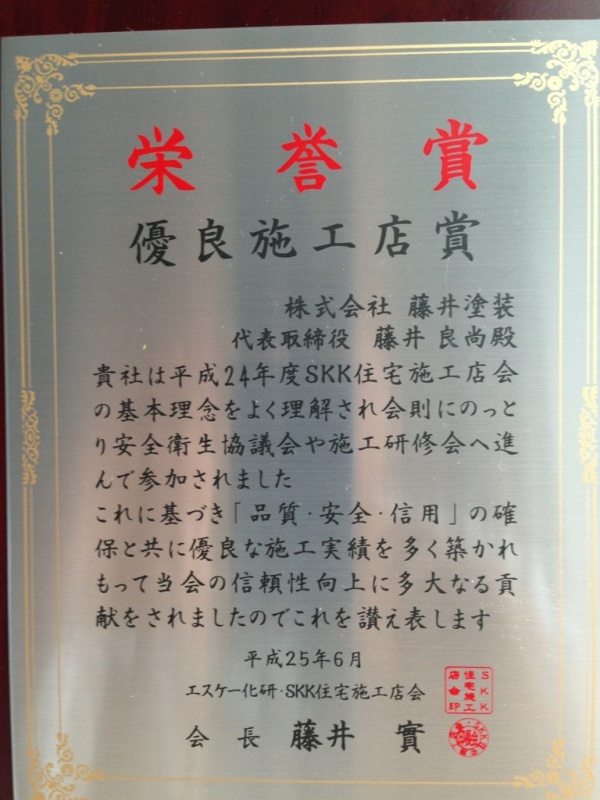 栄誉賞
優良施工店賞
株式会社 藤井塗装
代表取締役 藤井 良尚殿
貴社は平成24年度SKK住宅施工店会
の基本理念をよく理解され会則にのっと
り安全衛生協議会や施工研修会へ進
んで参加されました
これに基づき「品質·安全·信用」の確
保と共に優良な施工実績を多く築かれ
もって当会の信頼性向上に多大なる貢
献をされましたのでこれを讃え表します
平成25年6月
エスケー化研·SKK住宅施工店会
会長 藤井 實
SKK
住宅施工
店会印